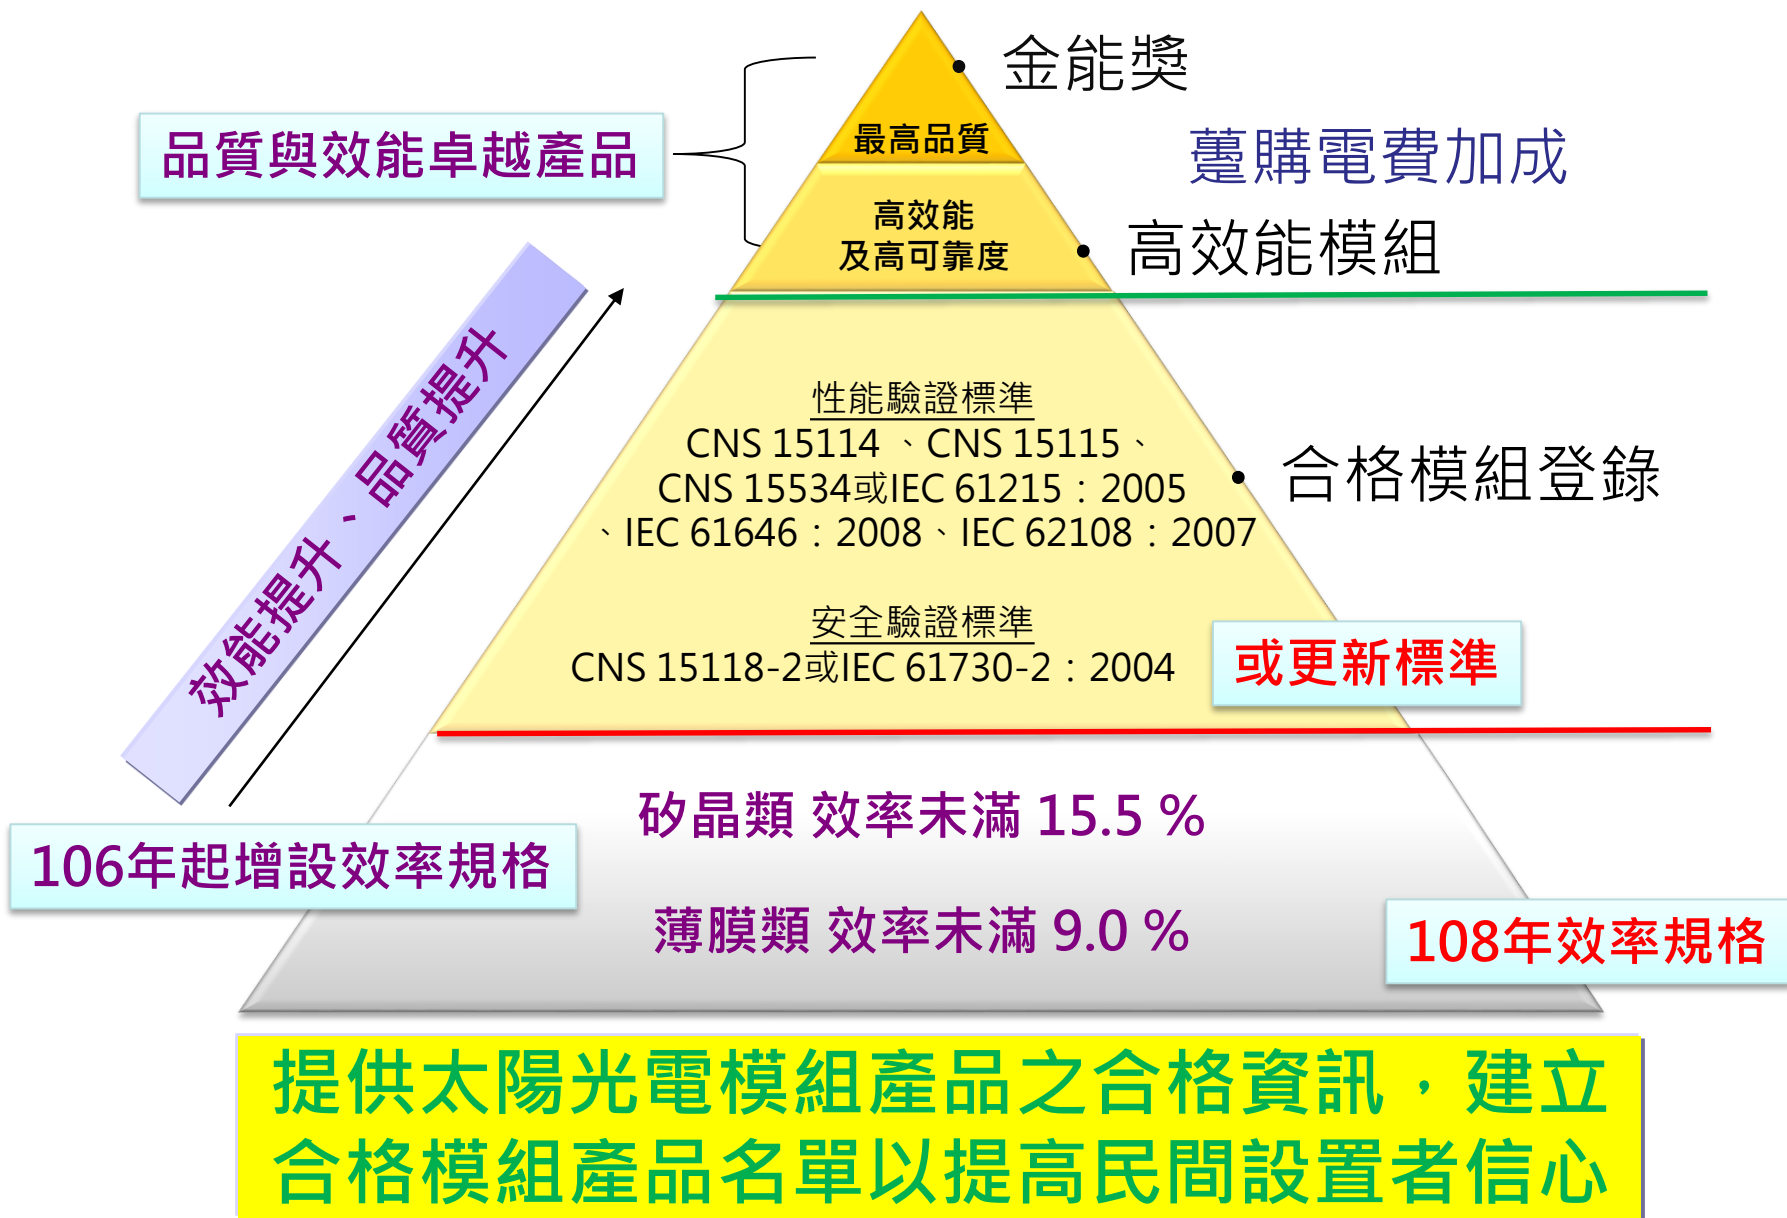 金能獎
品質與效能卓越產品
最高品質
躉購電費加成
高效能
及高可靠度
高效能模組
效能提升、品質提升
性能驗證標準
CNS 15114 、CNS 15115、
CNS 15534或IEC 61215：2005
、IEC 61646：2008、IEC 62108：2007
合格模組登錄
安全驗證標準
CNS 15118-2或IEC 61730-2：2004
或更新標準
矽晶類 效率未滿 15.5 %
106年起增設效率規格
薄膜類 效率未滿 9.0 %
108年效率規格
提供太陽光電模組產品之合格資訊，建立
合格模組產品名單以提高民間設置者信心